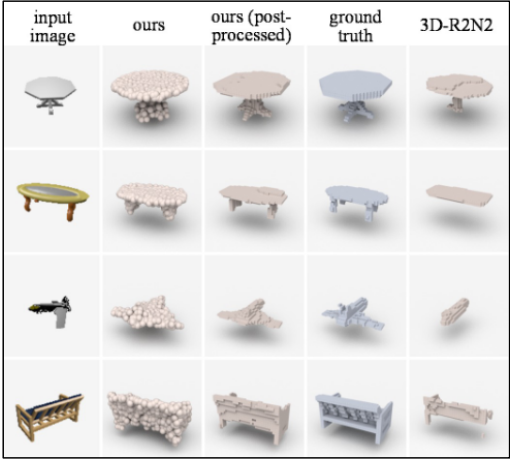 input image
ours
ours (post-processed)
ground truth
3D-R2N2